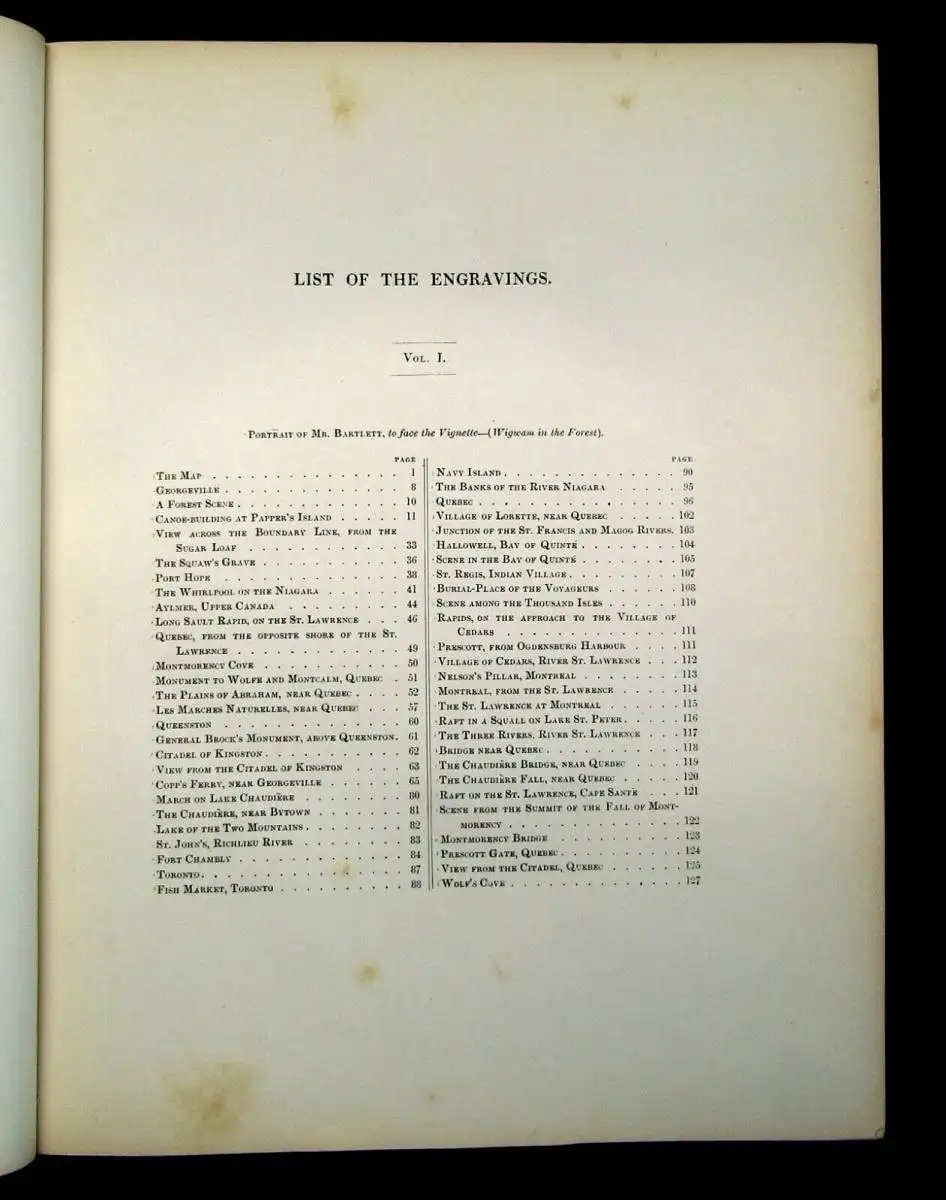 LIST OF THE ENGRAVINGS.
VOL. I.
PORTRAIT OF MR. BARTLETT, to face the Vignette—(Wigwam in the Forest).
PAGE
THE MAP . . . . . . . . . . . . . . . 1
GEORGEVILLE . . . . . . . . . . . . . . 8
A FOREST SCENE . . . . . . . . . . . . . 10
CANOE-BUILDING AT PAPPER'S ISLAND . . . . . 11
VIEW ACROSS THE BOUNDARY LINE, FROM THE
SUGAR LOAF . . . . . . . . . . . . 33
THE SQUAW'S GRAVE . . . . . . . . . . . 36
PORT HOPE . . . . . . . . . . . . . . 38
THE WHIRLPOOL ON THE NIAGARA . . . . . . 41
AYLMER, UPPER CANADA . . . . . . . . . 44
LONG SAULT RAPID, ON THE ST. LAWRENCE . . . 46
QUEBEC, FROM THE OPPOSITE SHORE OF THE ST.
LAWRENCE . . . . . . . . . . . . . 49
MONTMORENCY COVE . . . . . . . . . . . 50
MONUMENT TO WOLFE AND MONTCALM, QUEBEC . 51
THE PLAINS OF ABRAHAM, NEAR QUEBEC . . . . 52
LES MARCHES NATURELLES, NEAR QUEBEC . . . 57
QUEENSTON . . . . . . . . . . . . . . 60
GENERAL BROCK'S MONUMENT, ABOVE QUEENSTON. 61
CITADEL OF KINGSTON . . . . . . . . . . . 62
VIEW FROM THE CITADEL OF KINGSTON . . . . 63
COPP'S FERRY, NEAR GEORGEVILLE . . . . . . 65
MARCH ON LAKE CHAUDIÈRE . . . . . . . . 80
THE CHAUDIÈRE, NEAR BYTOWN . . . . . . . 81
LAKE OF THE TWO MOUNTAINS . . . . . . . . 82
ST. JOHN'S, RICHLIEU RIVER . . . . . . . . 83
FORT CHAMBLY . . . . . . . . . . . . . 84
TORONTO . . . . . . . . . . . . . . . . 87
FISH MARKET, TORONTO . . . . . . . . . . 88
PAGE
NAVY ISLAND . . . . . . . . . . . . . . 90
THE BANKS OF THE RIVER NIAGARA . . . . . 95
QUEBEC . . . . . . . . . . . . . . . . 96
VILLAGE OF LORETTE, NEAR QUEBEC . . . . . 102
JUNCTION OF THE ST. FRANCIS AND MAGOG RIVERS. 103
HALLOWELL, BAY OF QUINTÉ . . . . . . . . 104
SCENE IN THE BAY OF QUINTÉ . . . . . . . . 105
ST. REGIS, INDIAN VILLAGE . . . . . . . . . 107
BURIAL-PLACE OF THE VOYAGEURS . . . . . . 108
SCENE AMONG THE THOUSAND ISLES . . . . . . 110
RAPIDS, ON THE APPROACH TO THE VILLAGE OF
CEDARS . . . . . . . . . . . . . . 111
PRESCOTT, FROM OGDENSBURG HARBOUR . . . . 111
VILLAGE OF CEDARS, RIVER ST. LAWRENCE . . . 112
NELSON'S PILLAR, MONTREAL . . . . . . . . 113
MONTREAL, FROM THE ST. LAWRENCE . . . . . 114
THE ST. LAWRENCE AT MONTREAL . . . . . . 115
RAFT IN A SQUALL ON LAKE ST. PETER . . . . . 116
THE THREE RIVERS, RIVER ST. LAWRENCE . . . 117
BRIDGE NEAR QUEBEC . . . . . . . . . . . 118
THE CHAUDIÈRE BRIDGE, NEAR QUEBEC . . . . 119
THE CHAUDIÈRE FALL, NEAR QUEBEC . . . . . 120
RAFT ON THE ST. LAWRENCE, CAPE SANTÉ . . . 121
SCENE FROM THE SUMMIT OF THE FALL OF MONT-
MORENCY . . . . . . . . . . . . . . 122
MONTMORENCY BRIDGE . . . . . . . . . . 123
PRESCOTT GATE, QUEBEC . . . . . . . . . . 124
VIEW FROM THE CITADEL, QUEBEC . . . . . . 125
WOLF'S COVE . . . . . . . . . . . . . . 127